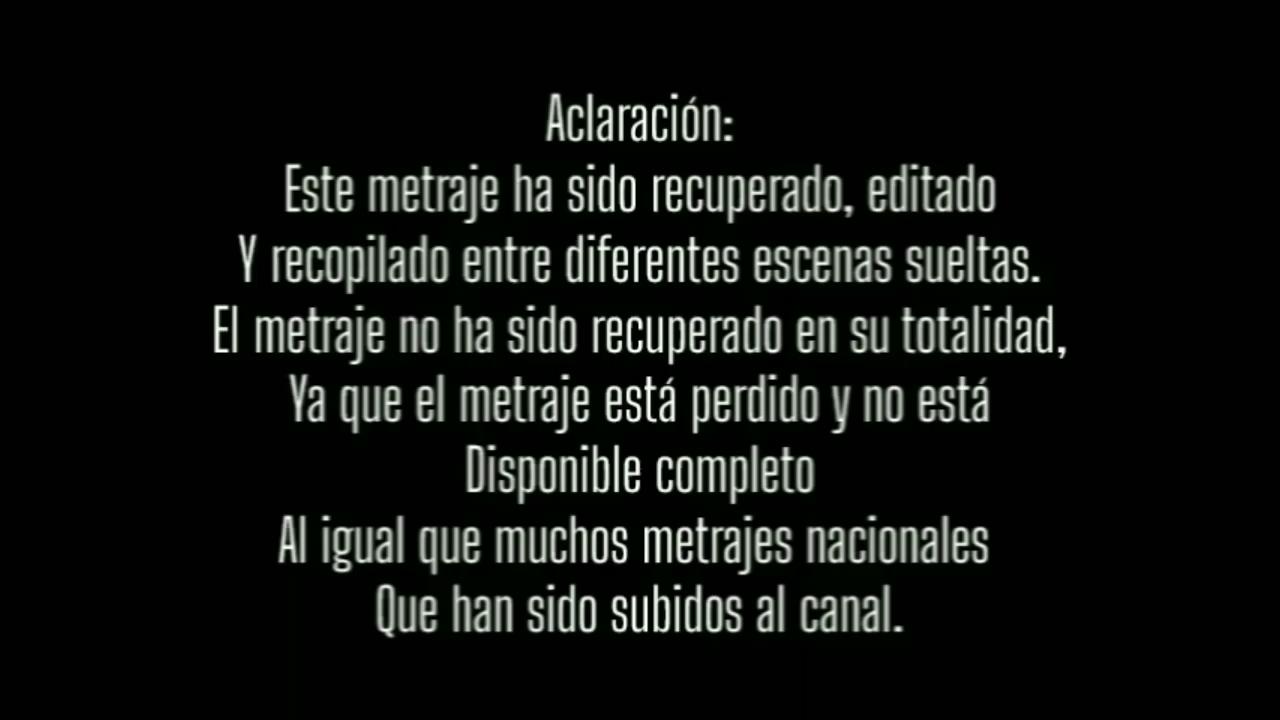 Aclaración:
Este metraje ha sido recuperado, editado
Y recopilado entre diferentes escenas sueltas.
El metraje no ha sido recuperado en su totalidad,
Ya que el metraje está perdido y no está
Disponible completo
Al igual que muchos metrajes nacionales
Que han sido subidos al canal.